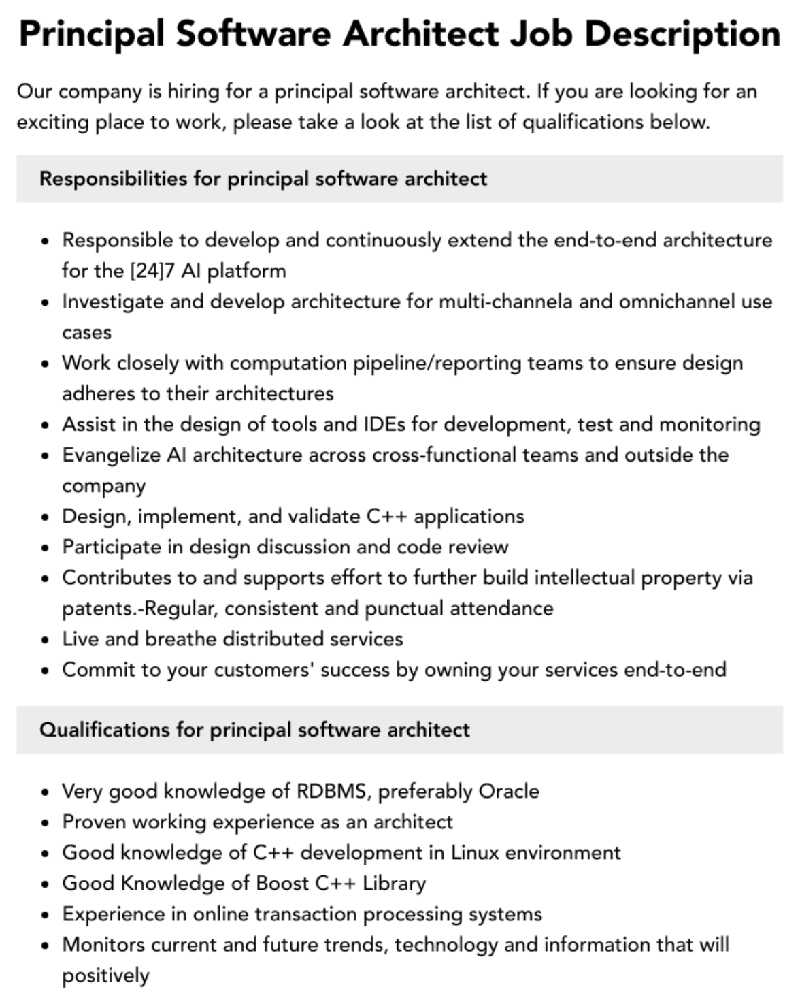 Principal Software Architect Job Description
Our company is hiring for a principal software architect. If you are looking for an
exciting place to work, please take a look at the list of qualifications below.
Responsibilities for principal software architect
• Responsible to develop and continuously extend the end-to-end architecture
for the [24]7 AI platform
• Investigate and develop architecture for multi-channela and omnichannel use
cases
• Work closely with computation pipeline/reporting teams to ensure design
adheres to their architectures
• Assist in the design of tools and IDEs for development, test and monitoring
• Evangelize AI architecture across cross-functional teams and outside the
company
• Design, implement, and validate C++ applications
• Participate in design discussion and code review
• Contributes to and supports effort to further build intellectual property via
patents.-Regular, consistent and punctual attendance
• Live and breathe distributed services
• Commit to your customers' success by owning your services end-to-end
Qualifications for principal software architect
• Very good knowledge of RDBMS, preferably Oracle
• Proven working experience as an architect
• Good knowledge of C++ development in Linux environment
• Good Knowledge of Boost C++ Library
• Experience in online transaction processing systems
• Monitors current and future trends, technology and information that will
positively